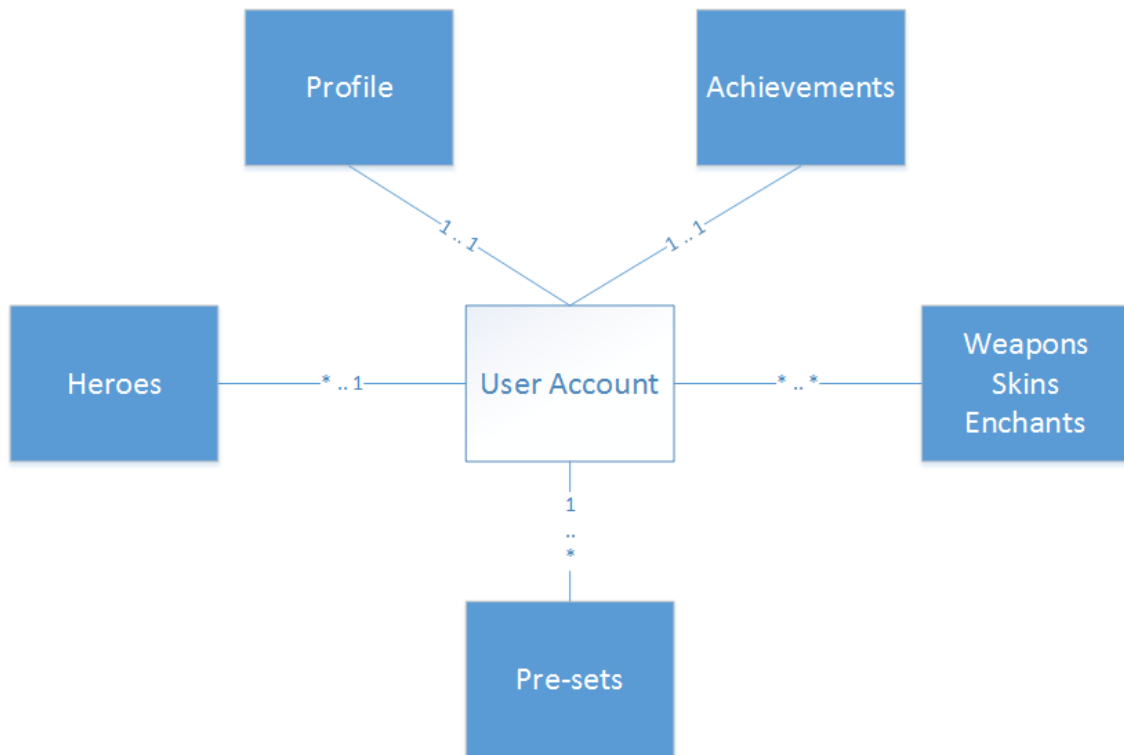 Profile
Achievements
1 .. 1
1 .. 1
Heroes
* .. 1
User Account
* .. *
Weapons
Skins
Enchants
1
..
*
Pre-sets